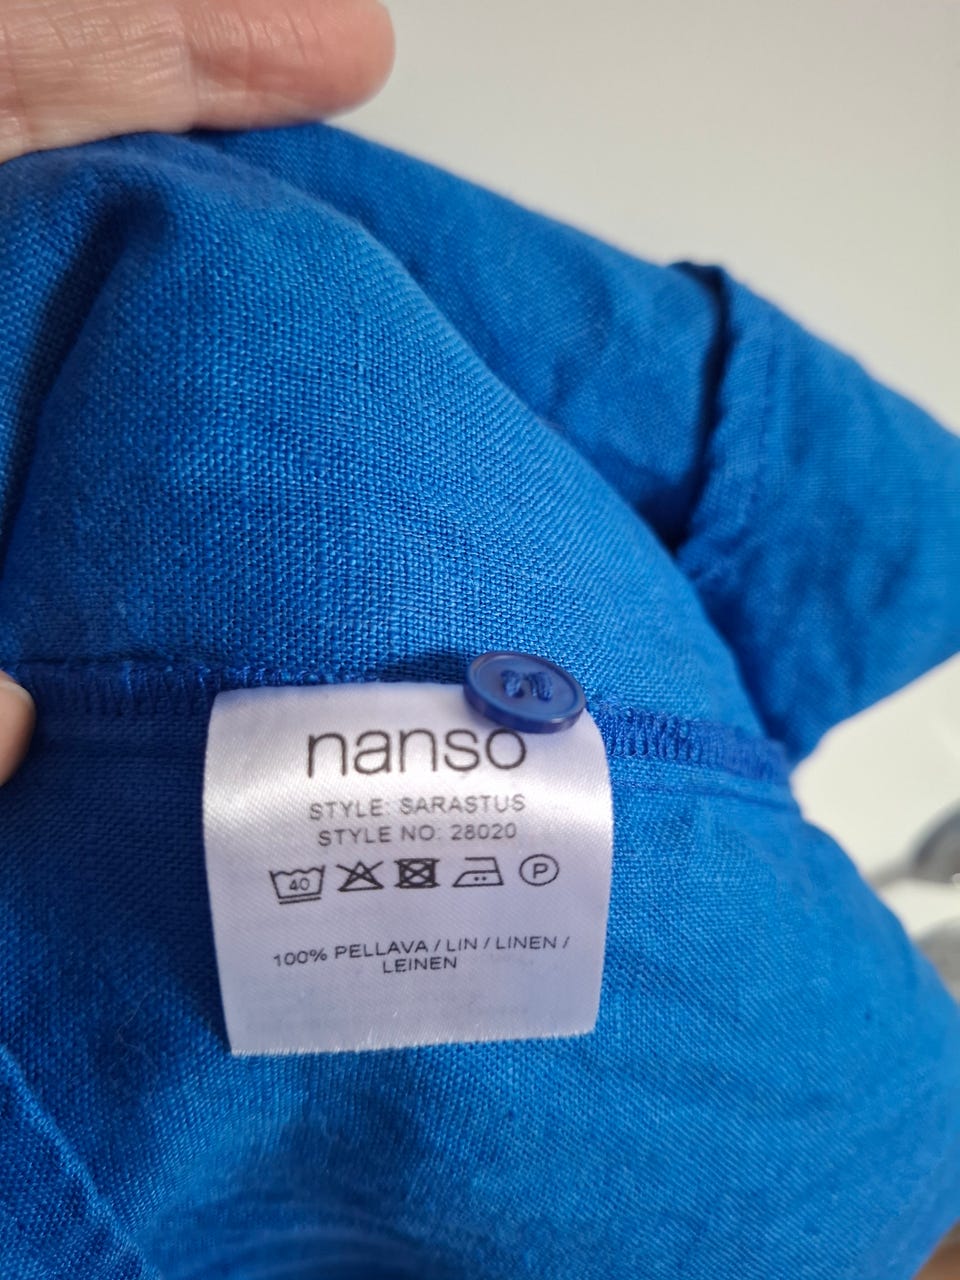 nanso
STYLE: SARASTUS
STYLE NO: 28020
40 P
100% PELLAVA / LIN / LINEN /
LEINEN